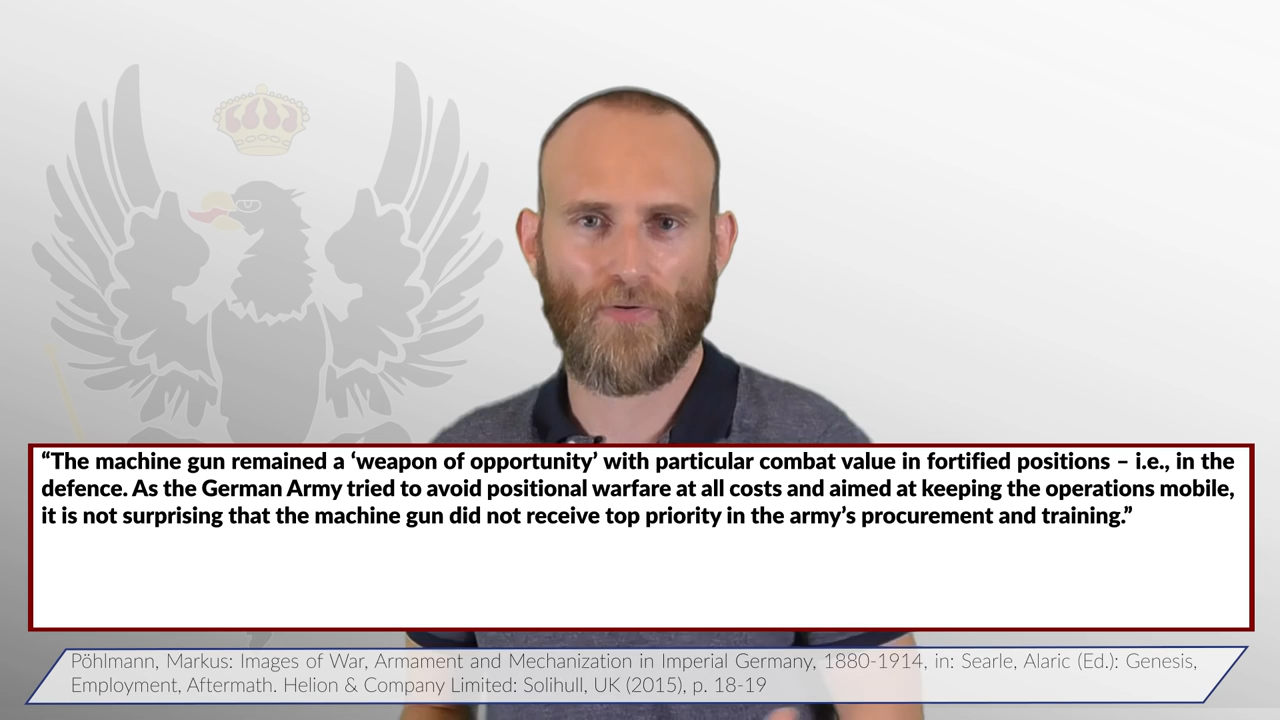 “The machine gun remained a ‘weapon of opportunity’ with particular combat value in fortified positions – i.e., in the
defence. As the German Army tried to avoid positional warfare at all costs and aimed at keeping the operations mobile,
it is not surprising that the machine gun did not receive top priority in the army’s procurement and training.”
Pöhlmann, Markus: Images of War, Armament and Mechanization in Imperial Germany, 1880-1914, in: Searle, Alaric (Ed.): Genesis,
Employment, Aftermath. Helion & Company Limited: Solihull, UK (2015), p. 18-19